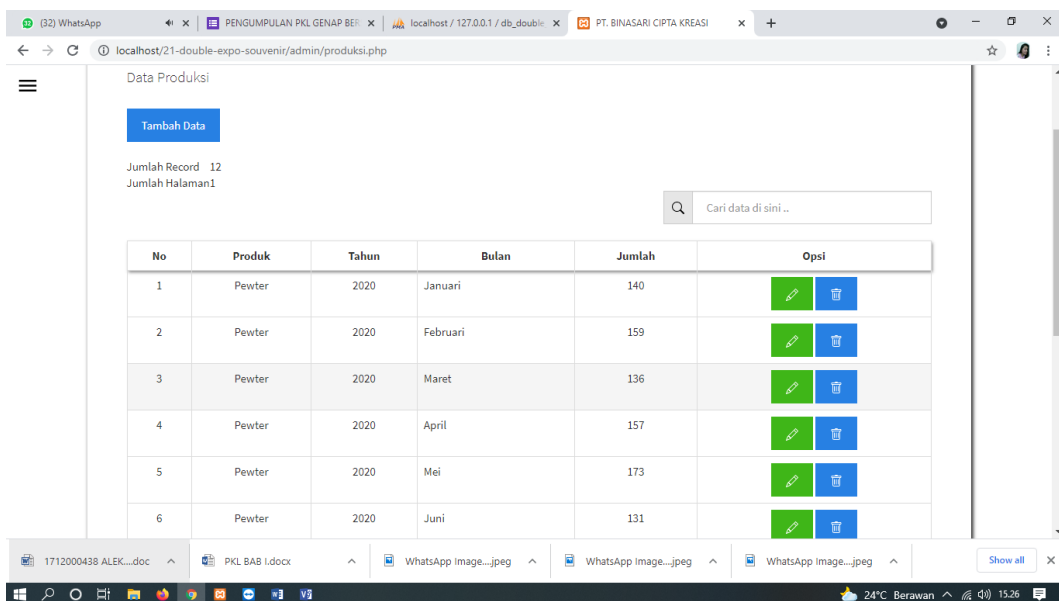 (32) WhatsApp
PENGUMPULAN PKL GENAP BER
localhost / 127.0.0.1 / db_double
PT. BINASARI CIPTA KREASI
localhost/21-double-expo-souvenir/admin/produksi.php
Data Produksi
Tambah Data
Jumlah Record 12
Jumlah Halaman1
Cari data di sini ..
No Produk Tahun Bulan Jumlah Opsi
1 Pewter 2020 Januari 140
2 Pewter 2020 Februari 159
3 Pewter 2020 Maret 136
4 Pewter 2020 April 157
5 Pewter 2020 Mei 173
6 Pewter 2020 Juni 131
1712000438 ALEK....doc PKL BAB I.docx WhatsApp Image....jpeg WhatsApp Image....jpeg WhatsApp Image....jpeg Show all
24°C Berawan 15.26